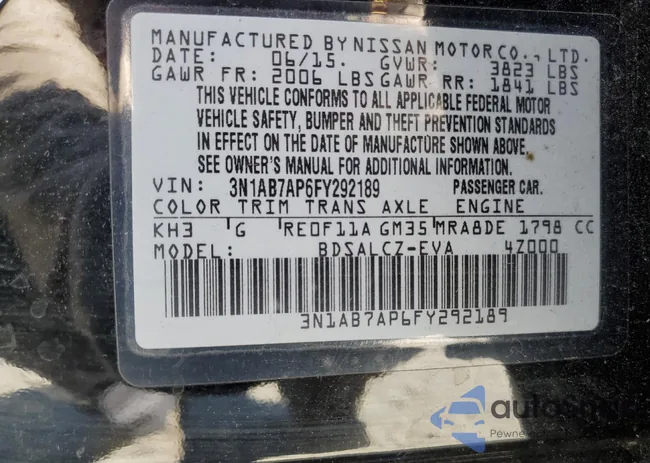 MANUFACTURED BY NISSAN MOTOR CO., LTD.
DATE: 06/15. GVWR: 3823 LBS
GAWR FR: 2006 LBS GAWR RR: 1841 LBS
THIS VEHICLE CONFORMS TO ALL APPLICABLE FEDERAL MOTOR
VEHICLE SAFETY, BUMPER AND THEFT PREVENTION STANDARDS
IN EFFECT ON THE DATE OF MANUFACTURE SHOWN ABOVE.
SEE OWNER'S MANUAL FOR ADDITIONAL INFORMATION.
VIN: 3N1AB7AP6FY292189 PASSENGER CAR.
COLOR TRIM TRANS AXLE ENGINE
KH3 G RE0F11A GM35 MRA8DE 1798 CC
MODEL: BDSALCZ-EVA 4Z000
3N1AB7AP6FY292189